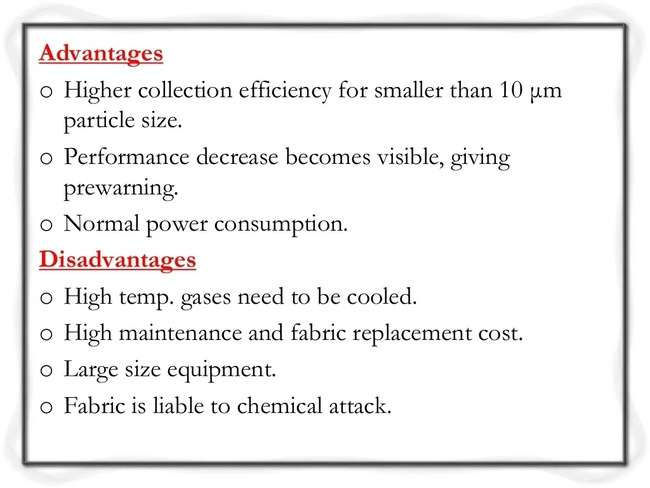 Advantages
o Higher collection efficiency for smaller than 10 µm
particle size.
o Performance decrease becomes visible, giving
prewarning.
o Normal power consumption.
Disadvantages
o High temp. gases need to be cooled.
o High maintenance and fabric replacement cost.
o Large size equipment.
o Fabric is liable to chemical attack.